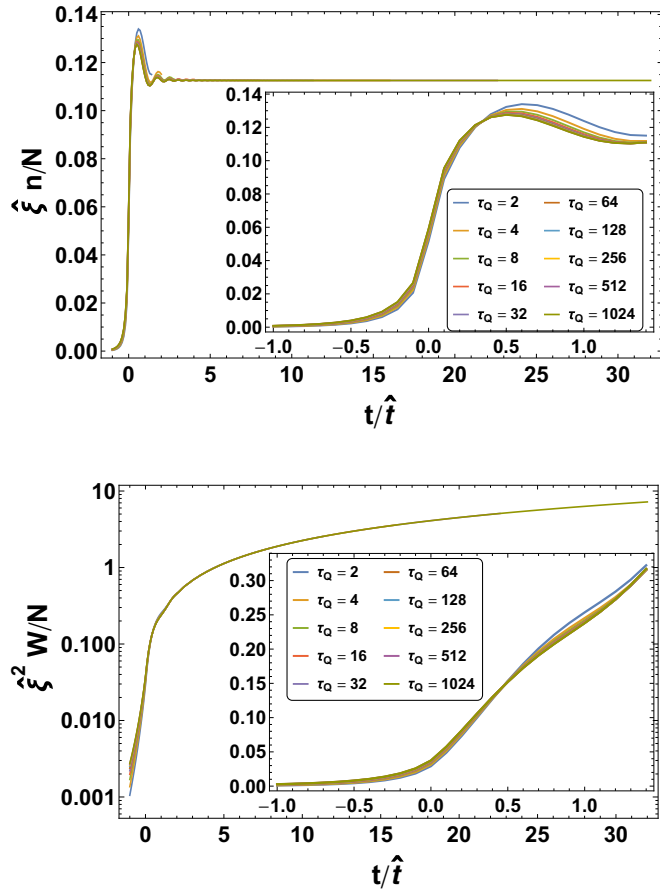 0.14
0.12
0.10
0.08
0.06
0.04
0.02
0.00
ξ̂ n/N
0 5 10 15 20 25 30
t/t̂
0.14
0.12
0.10
0.08
0.06
0.04
0.02
0.00
−1.0 −0.5 0.0 0.5 1.0
τQ = 2 τQ = 64
τQ = 4 τQ = 128
τQ = 8 τQ = 256
τQ = 16 τQ = 512
τQ = 32 τQ = 1024
10
1
0.100
0.010
0.001
ξ̂² W/N
0 5 10 15 20 25 30
t/t̂
0.30
0.25
0.20
0.15
0.10
0.05
0.00
−1.0 −0.5 0.0 0.5 1.0
τQ = 2 τQ = 64
τQ = 4 τQ = 128
τQ = 8 τQ = 256
τQ = 16 τQ = 512
τQ = 32 τQ = 1024